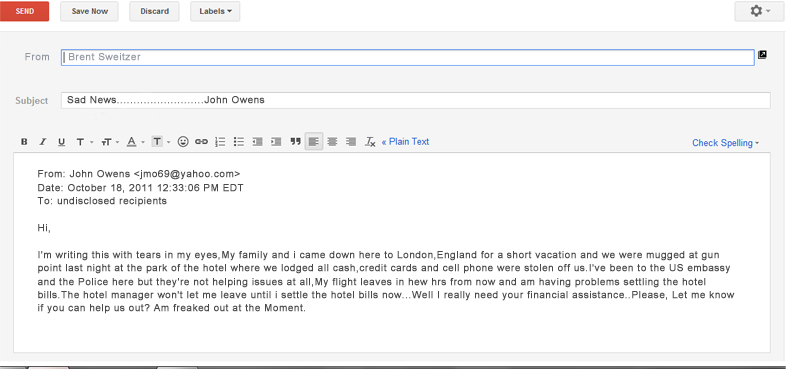 SEND Save Now Discard Labels
From Brent Sweitzer
Subject Sad News..........................John Owens
B I U T TT A T Tx « Plain Text Check Spelling
From: John Owens <jmo69@yahoo.com>
Date: October 18, 2011 12:33:06 PM EDT
To: undisclosed recipients
Hi,
I'm writing this with tears in my eyes,My family and i came down here to London,England for a short vacation and we were mugged at gun
point last night at the park of the hotel where we lodged all cash,credit cards and cell phone were stolen off us.I've been to the US embassy
and the Police here but they're not helping issues at all,My flight leaves in hew hrs from now and am having problems settling the hotel
bills.The hotel manager won't let me leave until i settle the hotel bills now...Well I really need your financial assistance..Please, Let me know
if you can help us out? Am freaked out at the Moment.